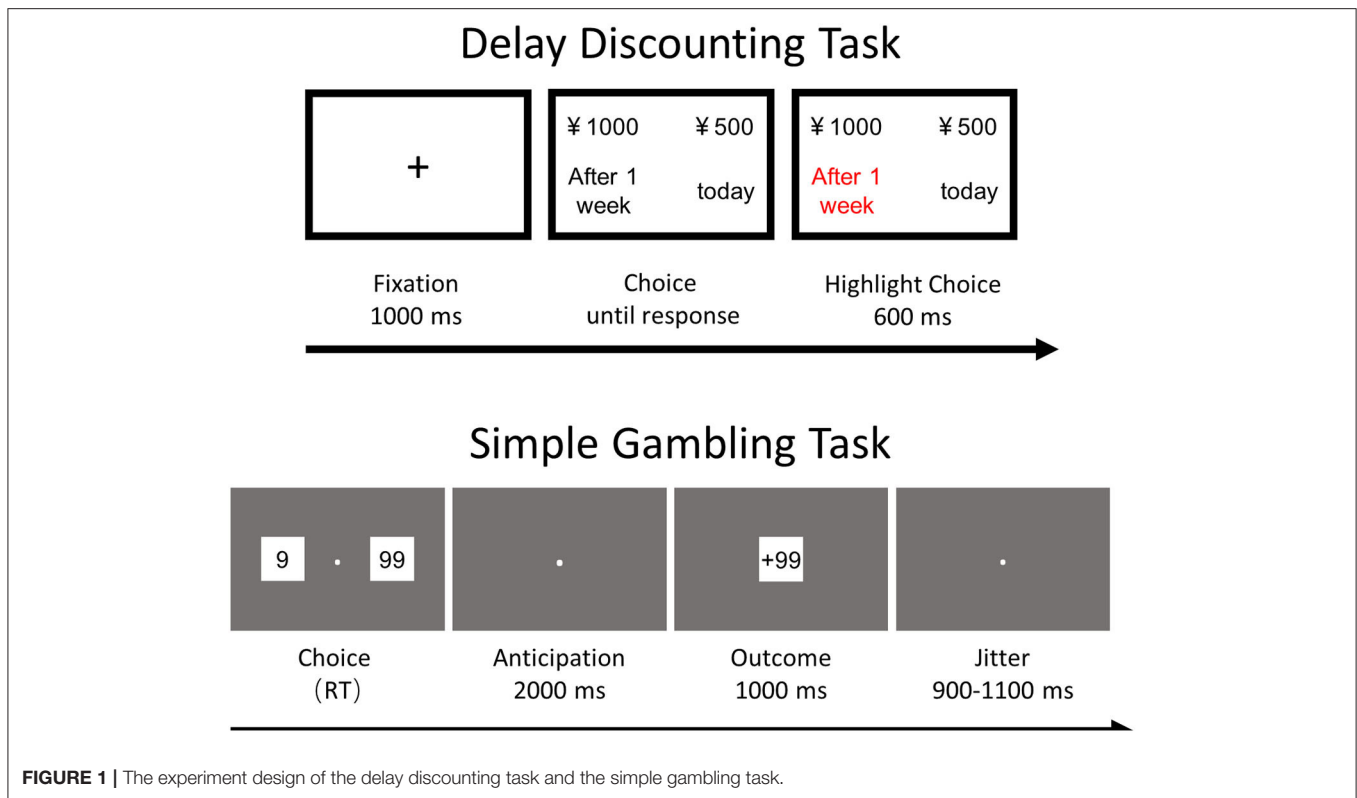 Delay Discounting Task
+
¥ 1000 ¥ 500
After 1
week
today
¥ 1000 ¥ 500
After 1
week
today
Fixation
1000 ms
Choice
until response
Highlight Choice
600 ms
Simple Gambling Task
9 99
+99
Choice
（RT）
Anticipation
2000 ms
Outcome
1000 ms
Jitter
900-1100 ms
FIGURE 1 | The experiment design of the delay discounting task and the simple gambling task.